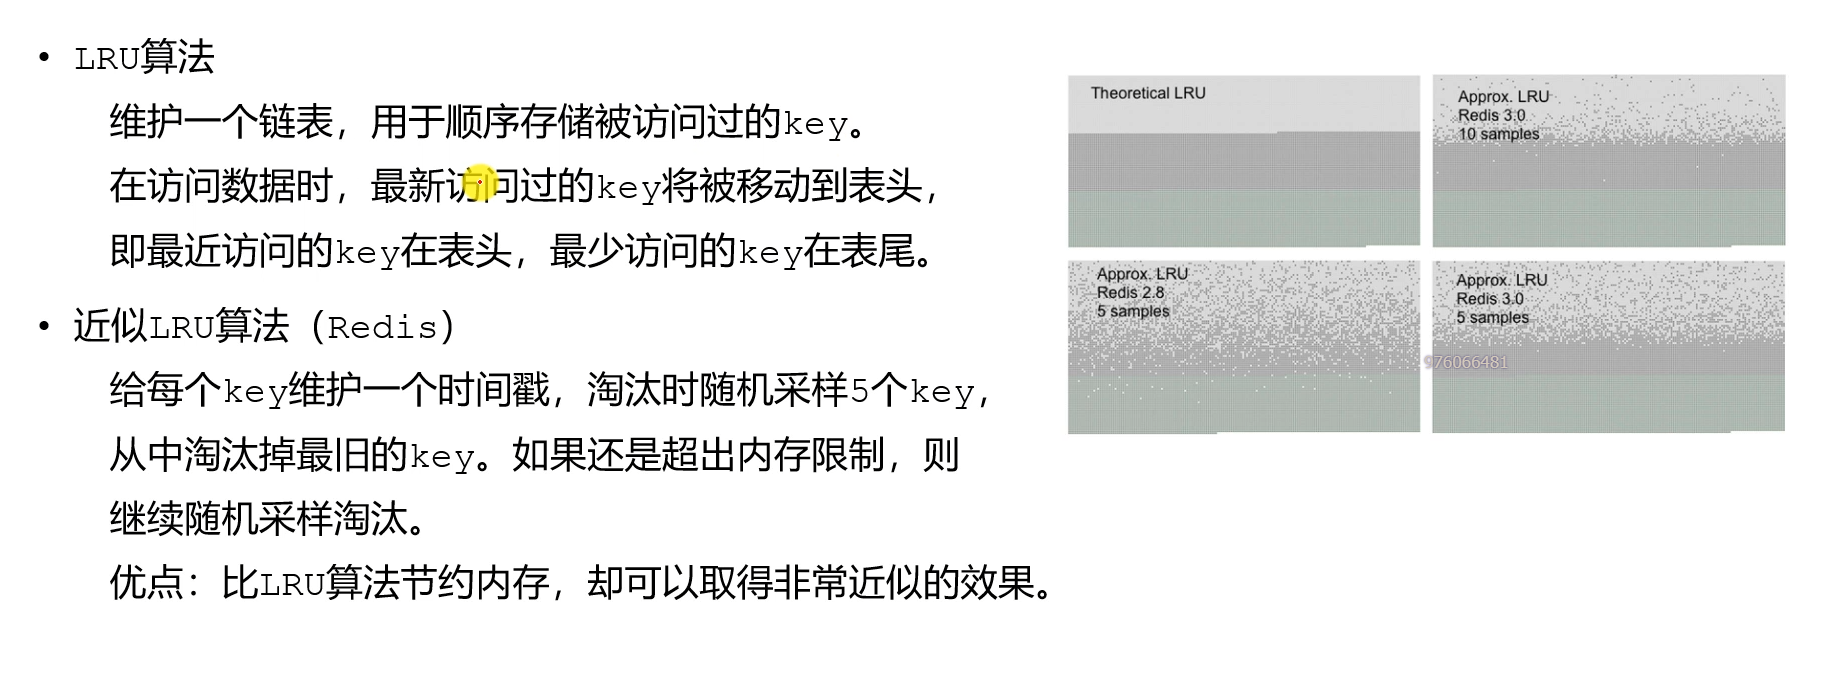 • LRU算法
维护一个链表，用于顺序存储被访问过的key。
在访问数据时，最新访问过的key将被移动到表头，
即最近访问的key在表头，最少访问的key在表尾。
• 近似LRU算法（Redis）
给每个key维护一个时间戳，淘汰时随机采样5个key，
从中淘汰掉最旧的key。如果还是超出内存限制，则
继续随机采样淘汰。
优点：比LRU算法节约内存，却可以取得非常近似的效果。
Theoretical LRU
Approx. LRU
Redis 3.0
10 samples
Approx. LRU
Redis 2.8
5 samples
Approx. LRU
Redis 3.0
5 samples
976066481